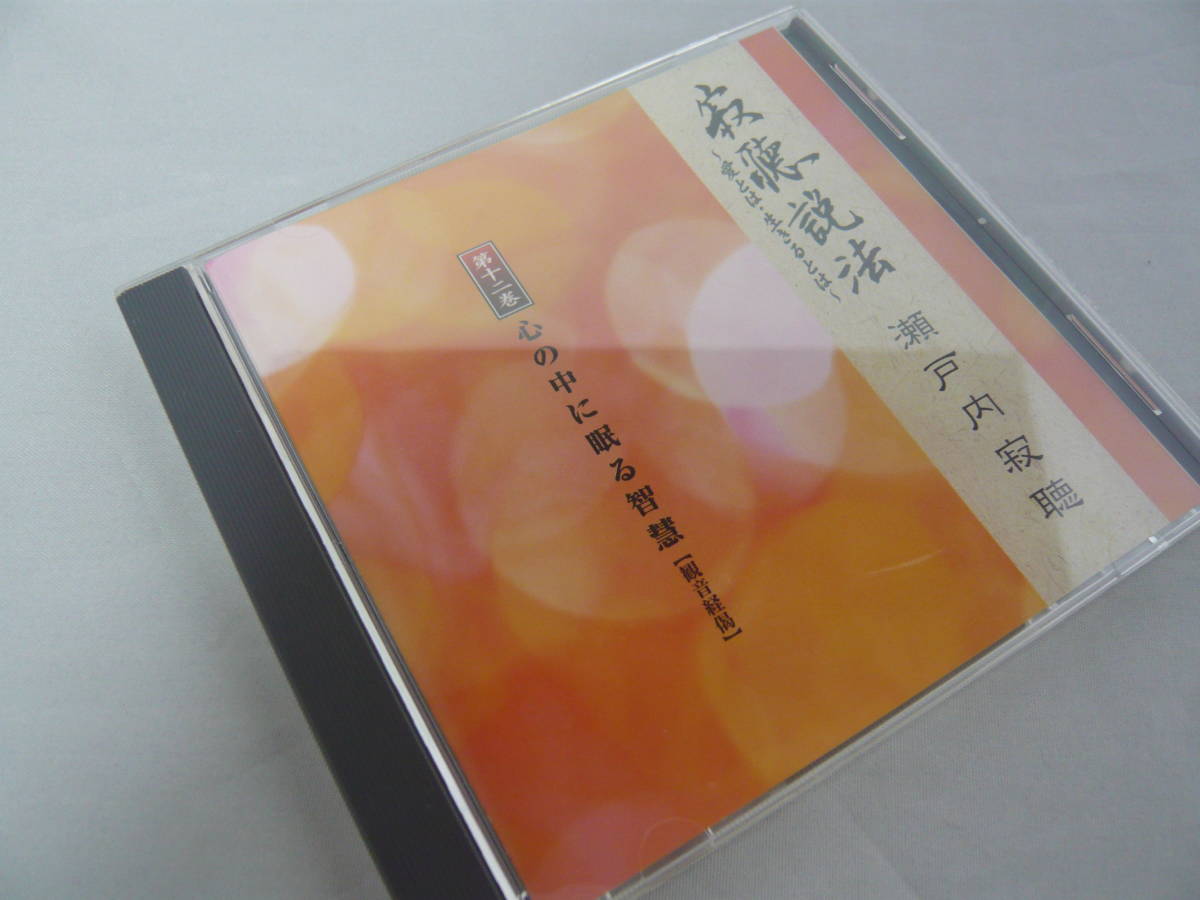 寂聴説法
～愛とは・生きるとは～
瀬戸内寂聴
第十二巻
心の中に眠る智慧【観音経偈】